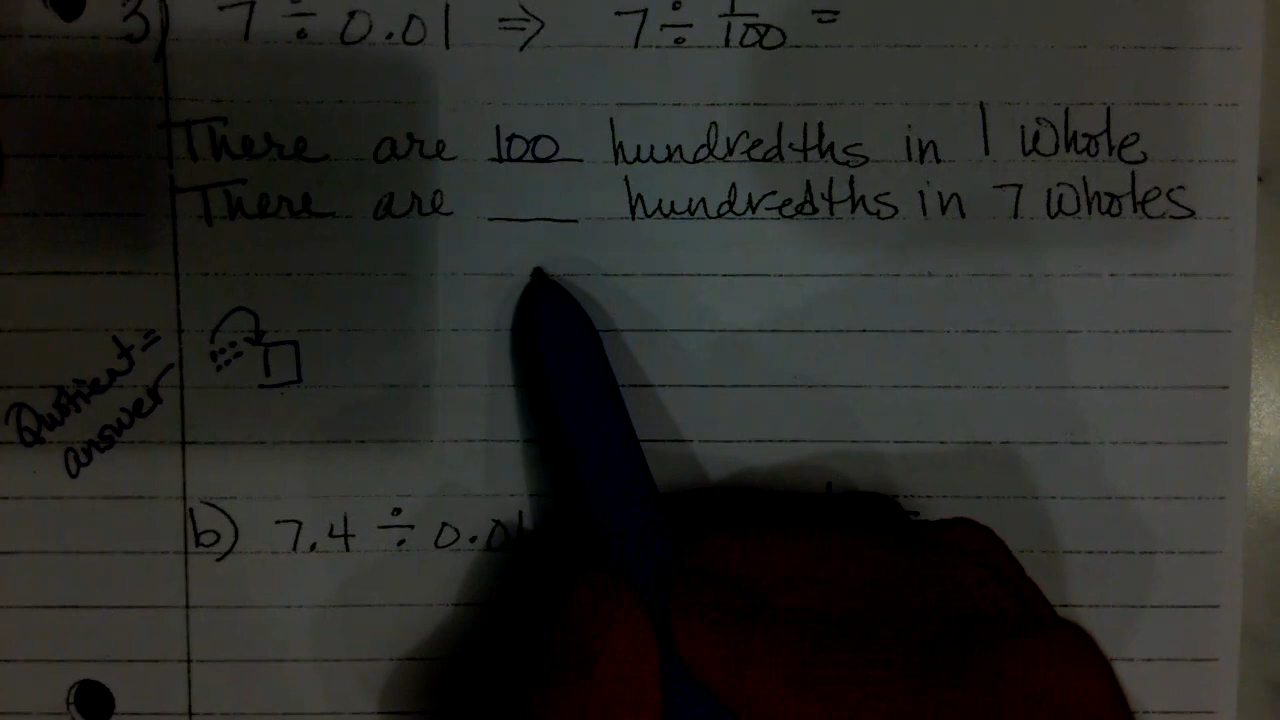 3) 7 ÷ 0.01 ⇒ 7 ÷ 1/100 =
There are 100 hundredths in 1 whole
There are ___ hundredths in 7 wholes
Quotient =
answer
b) 7.4 ÷ 0.01